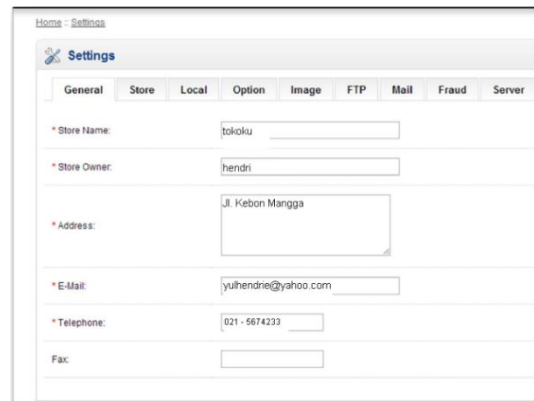 Home :: Settings
Settings
General Store Local Option Image FTP Mail Fraud Server
* Store Name: tokoku
* Store Owner: hendri
* Address: Jl. Kebon Mangga
* E-Mail: yulhendrie@yahoo.com
* Telephone: 021 - 5674233
Fax: